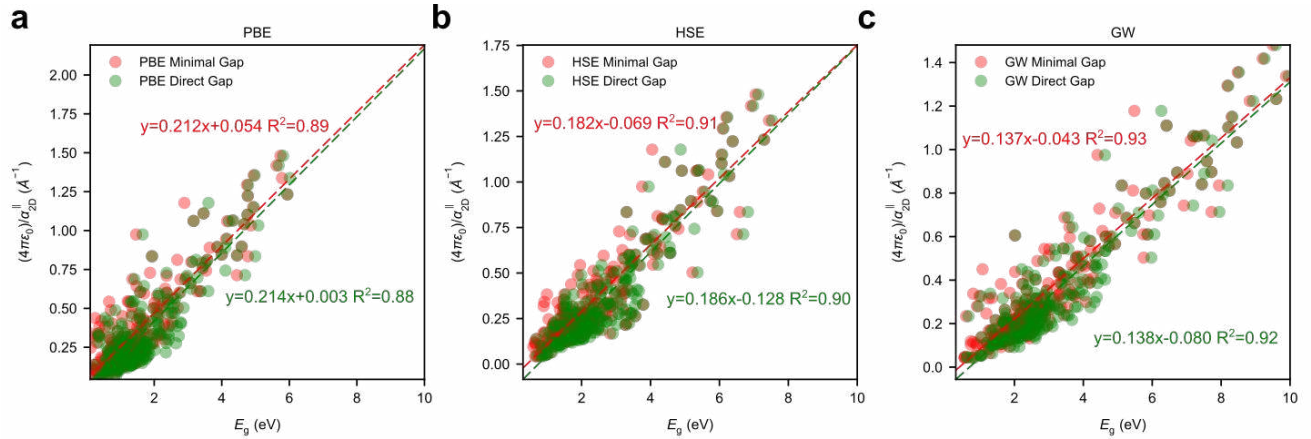 a
PBE
PBE Minimal Gap
PBE Direct Gap
y=0.212x+0.054 R²=0.89
y=0.214x+0.003 R²=0.88
2.00
1.75
1.50
1.25
1.00
0.75
0.50
0.25
(4πε₀)/α₂D^∥ (Å⁻¹)
2 4 6 8 10
E_g (eV)
b
HSE
HSE Minimal Gap
HSE Direct Gap
y=0.182x-0.069 R²=0.91
y=0.186x-0.128 R²=0.90
1.75
1.50
1.25
1.00
0.75
0.50
0.25
0.00
(4πε₀)/α₂D^∥ (Å⁻¹)
2 4 6 8 10
E_g (eV)
c
GW
GW Minimal Gap
GW Direct Gap
y=0.137x-0.043 R²=0.93
y=0.138x-0.080 R²=0.92
1.4
1.2
1.0
0.8
0.6
0.4
0.2
0.0
(4πε₀)/α₂D^∥ (Å⁻¹)
2 4 6 8 10
E_g (eV)